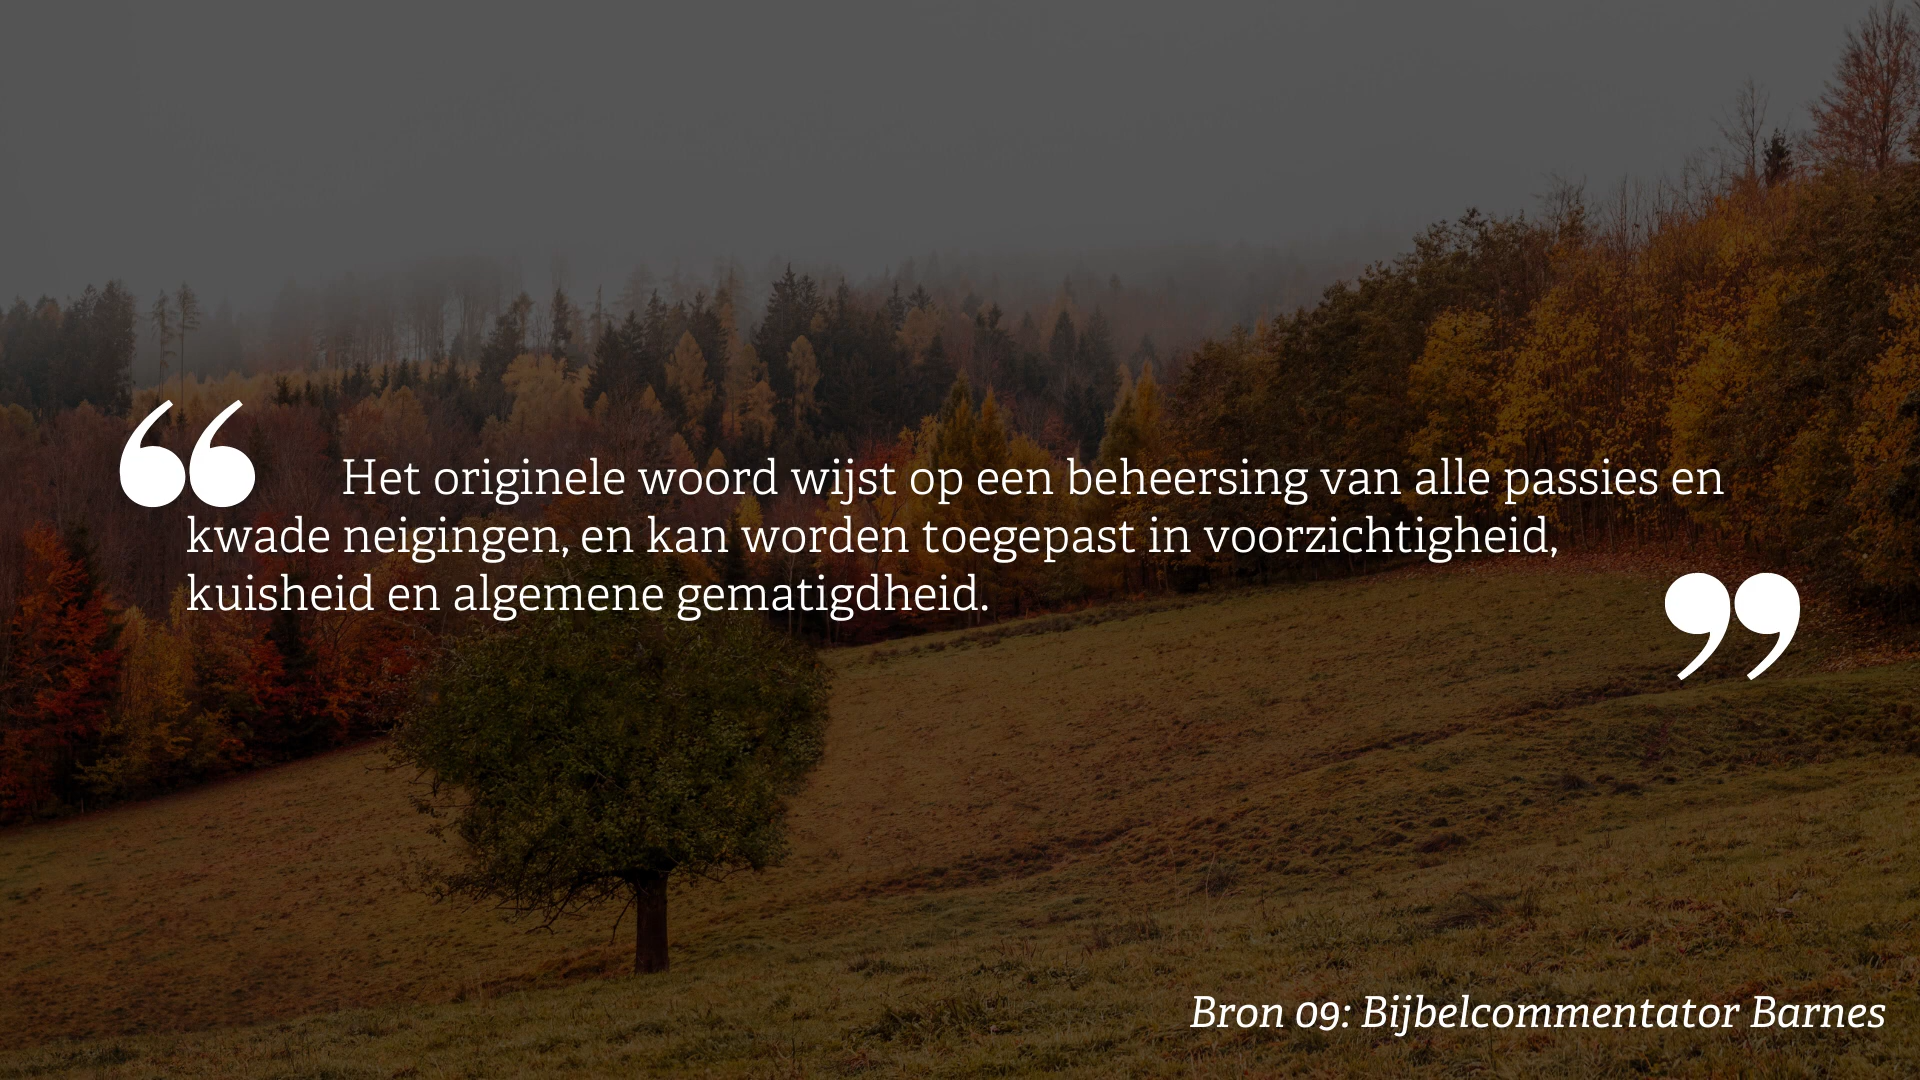 “ Het originele woord wijst op een beheersing van alle passies en
kwade neigingen, en kan worden toegepast in voorzichtigheid,
kuisheid en algemene gematigdheid. ”
Bron 09: Bijbelcommentator Barnes